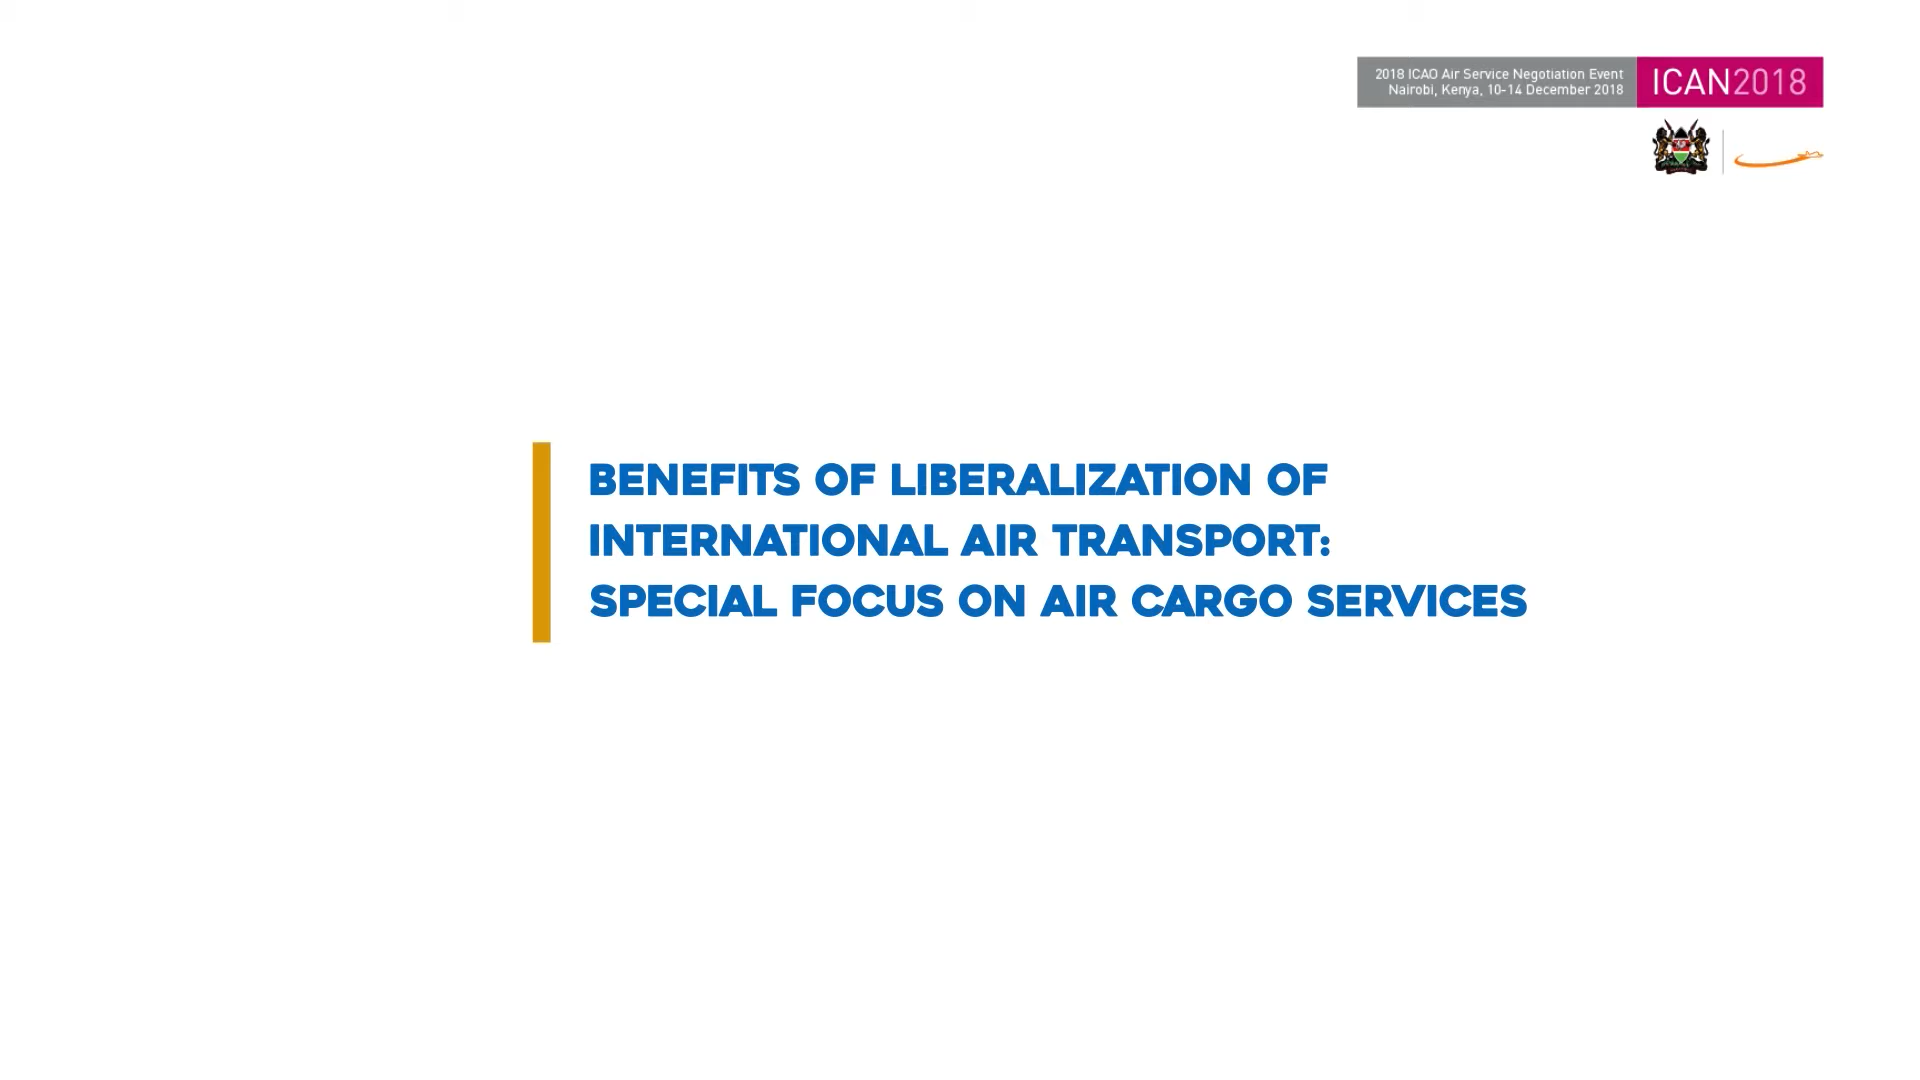 2018 ICAO Air Service Negotiation Event
Nairobi, Kenya, 10-14 December 2018
ICAN2018
BENEFITS OF LIBERALIZATION OF
INTERNATIONAL AIR TRANSPORT:
SPECIAL FOCUS ON AIR CARGO SERVICES